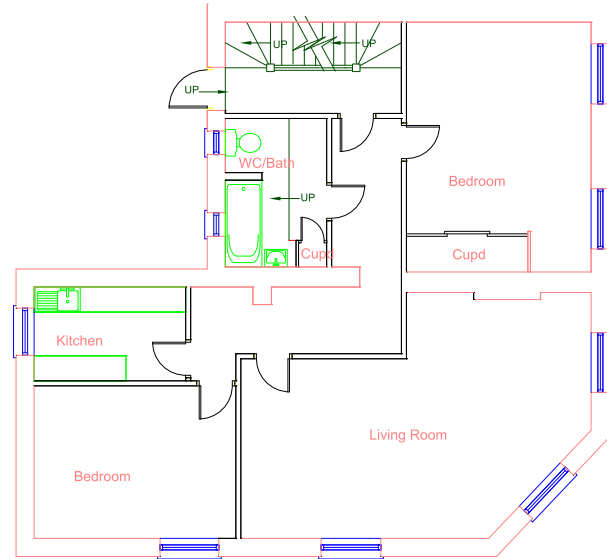 UP
UP
UP
WC/Bath
Bedroom
UP
Cupd
Cupd
Kitchen
Living Room
Bedroom